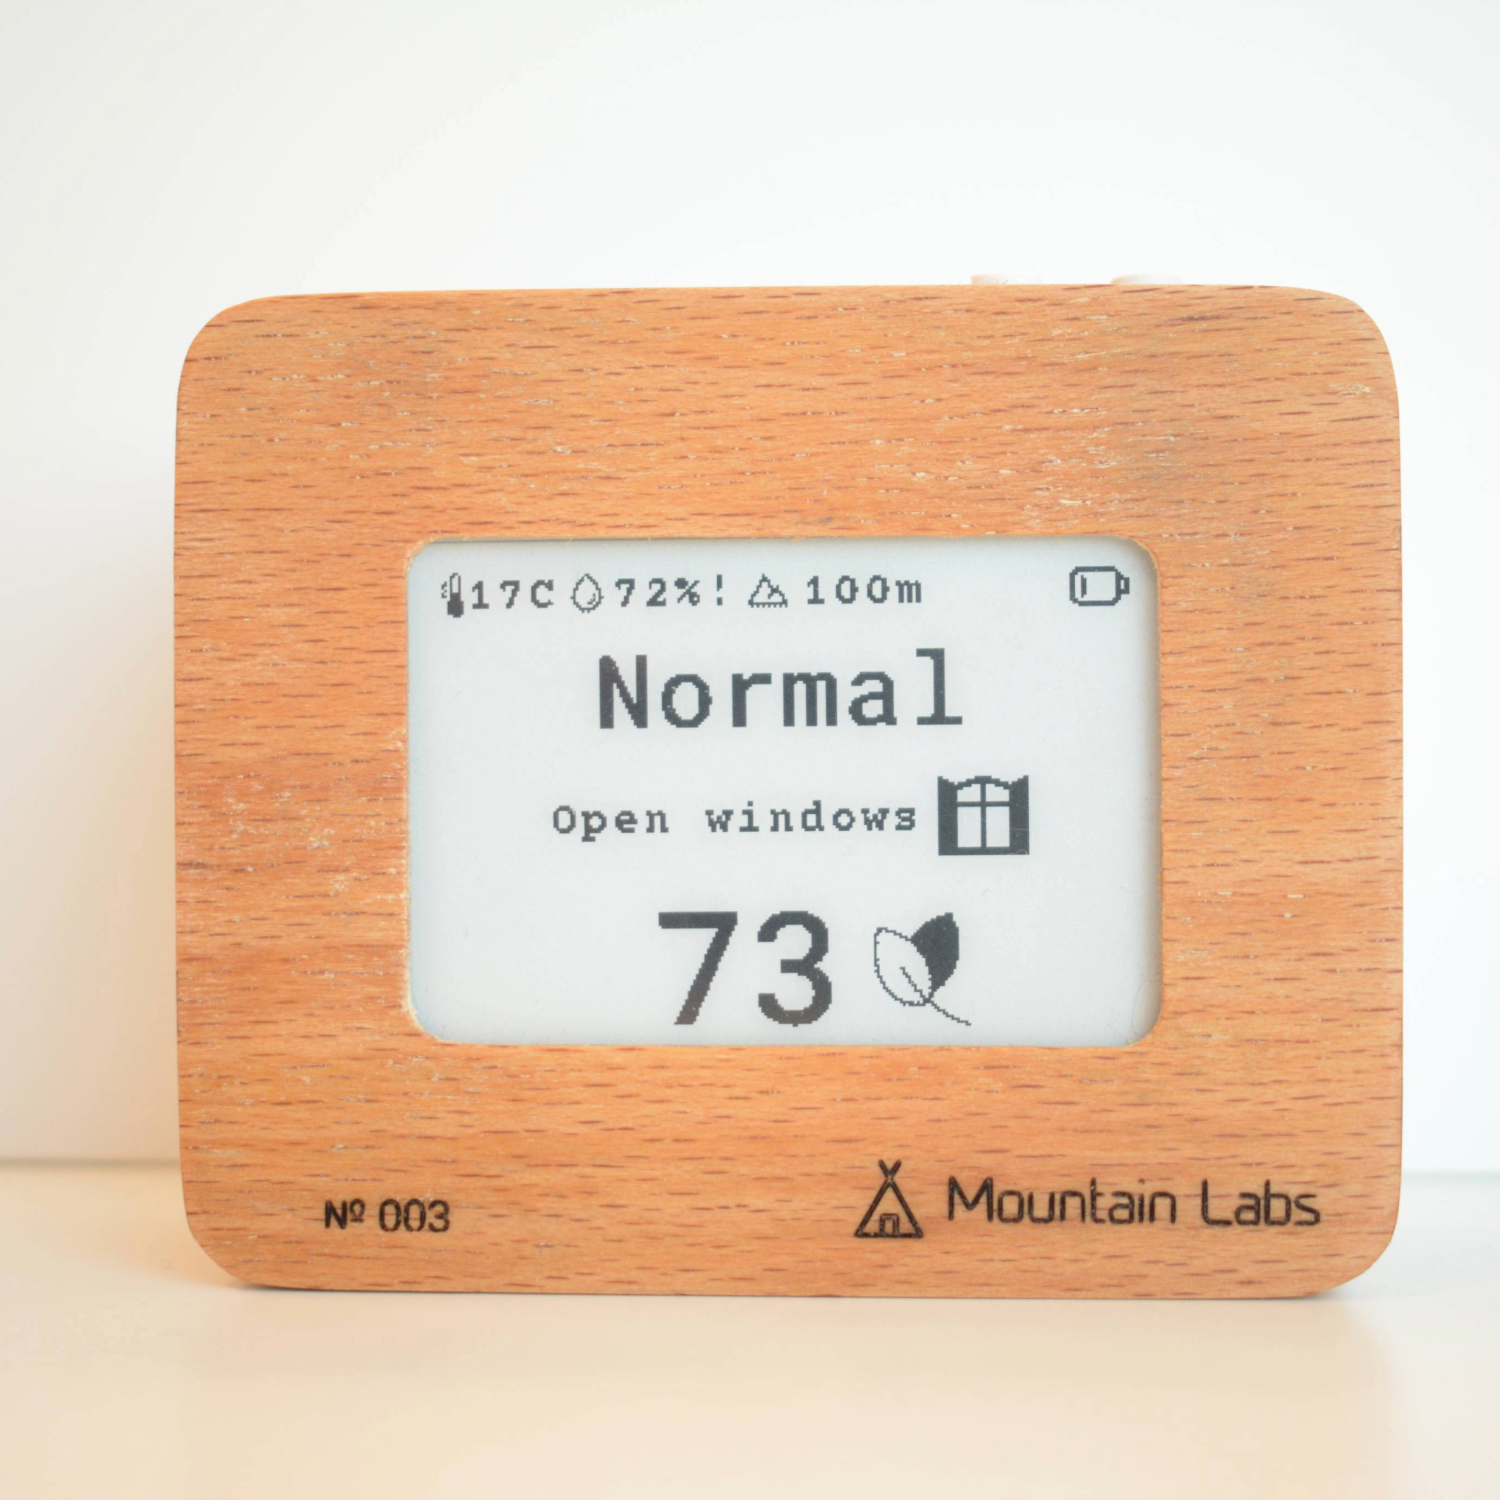 17C 72%! 100m
Normal
Open windows
73
Nº 003
Mountain Labs